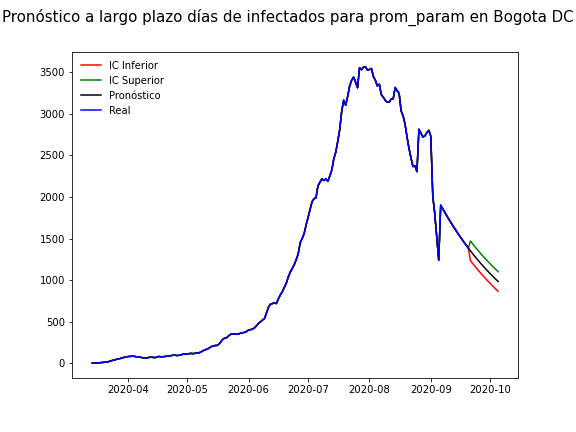 Pronóstico a largo plazo días de infectados para prom_param en Bogota DC
IC Inferior
IC Superior
Pronóstico
Real
3500
3000
2500
2000
1500
1000
500
0
2020-04 2020-05 2020-06 2020-07 2020-08 2020-09 2020-10